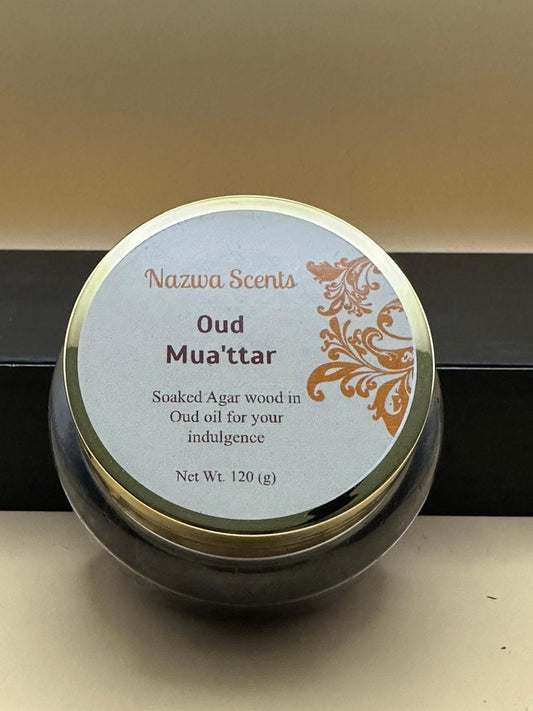 Nazwa Scents
Oud
Mua'ttar
Soaked Agar wood in
Oud oil for your
indulgence
Net Wt. 120 (g)